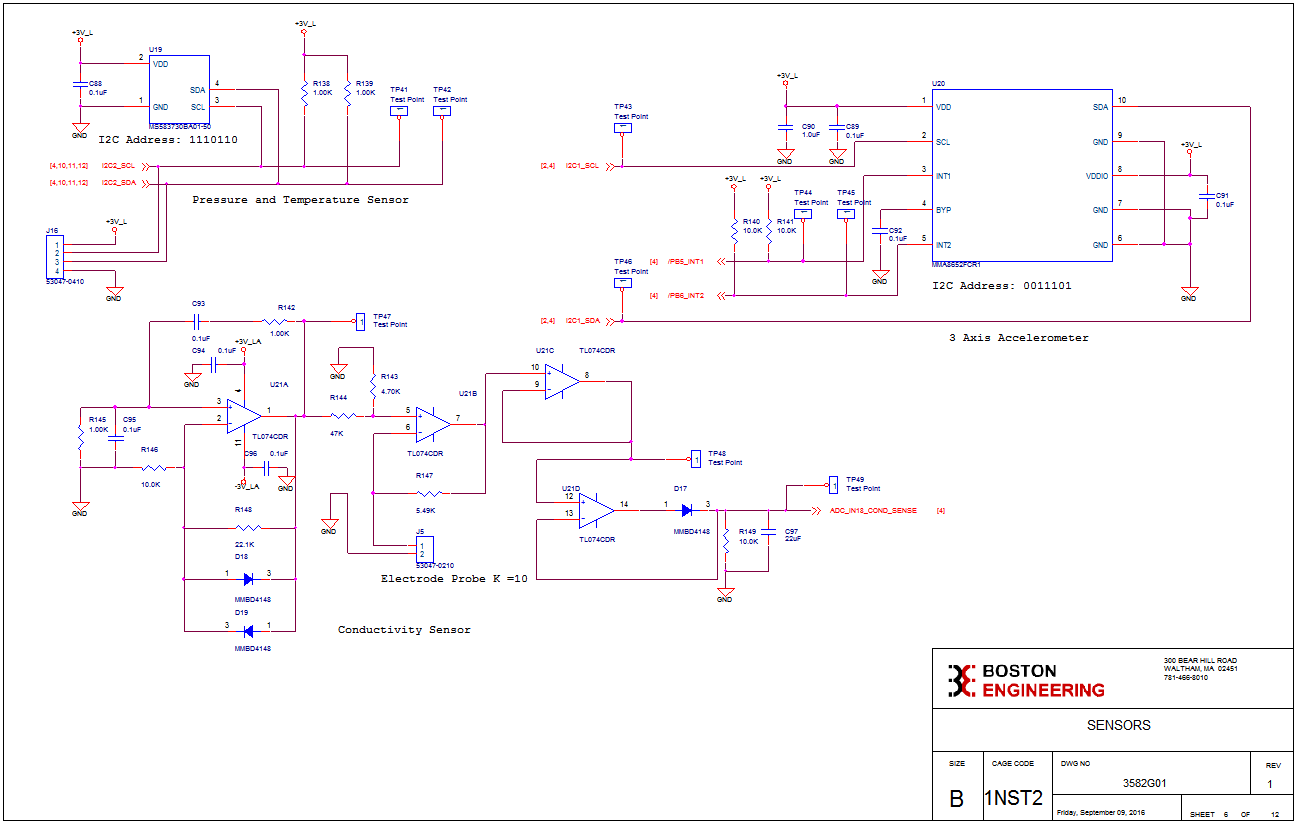 +3V_L
U19
2 VDD
C88
0.1uF
SDA 4
SCL 3
1 GND
GND
MS583730BA01-50
I2C Address: 1110110
+3V_L
R138
1.00K
R139
1.00K
TP41
Test Point
1
TP42
Test Point
1
[4,10,11,12] I2C2_SCL
[4,10,11,12] I2C2_SDA
Pressure and Temperature Sensor
J16
+3V_L
1
2
3
4
53047-0410
GND
TP43
Test Point
1
[2,4] I2C1_SCL
+3V_L
C90
1.0uF
C89
0.1uF
GND
GND
U20
1 VDD
2 SCL
3 INT1
4 BYP
5 INT2
SDA 10
GND 9
VDDIO 8
GND 7
GND 6
MMA8652FCR1
+3V_L
C91
0.1uF
GND
+3V_L
+3V_L
R140
10.0K
R141
10.0K
TP44
Test Point
1
TP45
Test Point
1
C92
0.1uF
GND
[4] /PB5_INT1
TP46
Test Point
1
[4] /PB6_INT2
[2,4] I2C1_SDA
I2C Address: 0011101
3 Axis Accelerometer
C93
0.1uF
R142
1.00K
TP47
Test Point
1
C94
0.1uF
+3V_LA
GND
U21A
4
3
+
2
-
1
11
TL074CDR
R145
1.00K
C95
0.1uF
R146
10.0K
GND
C96
0.1uF
-3V_LA
GND
R148
22.1K
D18
1
3
MMBD4148
D19
3
1
MMBD4148
GND
R143
4.70K
R144
47K
U21B
5
+
6
-
7
TL074CDR
R147
5.49K
GND
J5
1
2
53047-0210
Electrode Probe K =10
Conductivity Sensor
U21C
TL074CDR
10
+
9
-
8
TP48
Test Point
1
U21D
12
+
13
-
14
TL074CDR
D17
1
3
MMBD4148
TP49
Test Point
1
R149
10.0K
C97
22uF
GND
ADC_IN18_COND_SENSE [4]
BOSTON
ENGINEERING
300 BEAR HILL ROAD
WALTHAM, MA 02451
781-466-8010
SENSORS
SIZE
B
CAGE CODE
1NST2
DWG NO
3582G01
REV
1
Friday, September 09, 2016
SHEET 6 OF 12